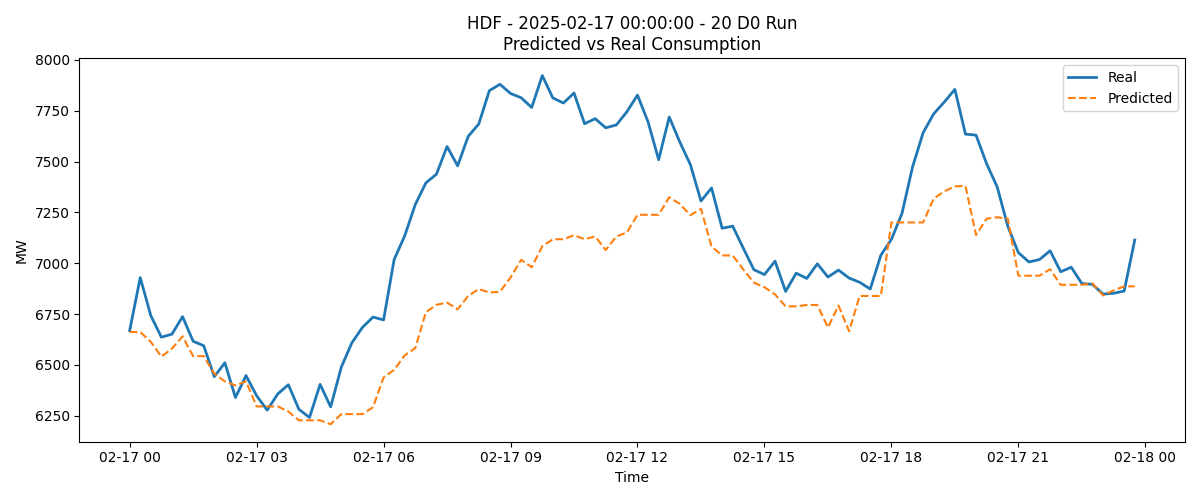 HDF - 2025-02-17 00:00:00 - 20 D0 Run
Predicted vs Real Consumption
8000
7750
7500
7250
7000
6750
6500
6250
MW
Real
Predicted
02-17 00
02-17 03
02-17 06
02-17 09
02-17 12
02-17 15
02-17 18
02-17 21
02-18 00
Time